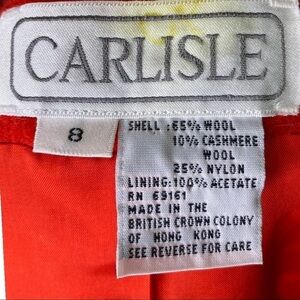 CARLISLE
8
SHELL: 65% WOOL
10% CASHMERE
WOOL
25% NYLON
LINING: 100% ACETATE
RN 69161
MADE IN THE
BRITISH CROWN COLONY
OF HONG KONG
SEE REVERSE FOR CARE